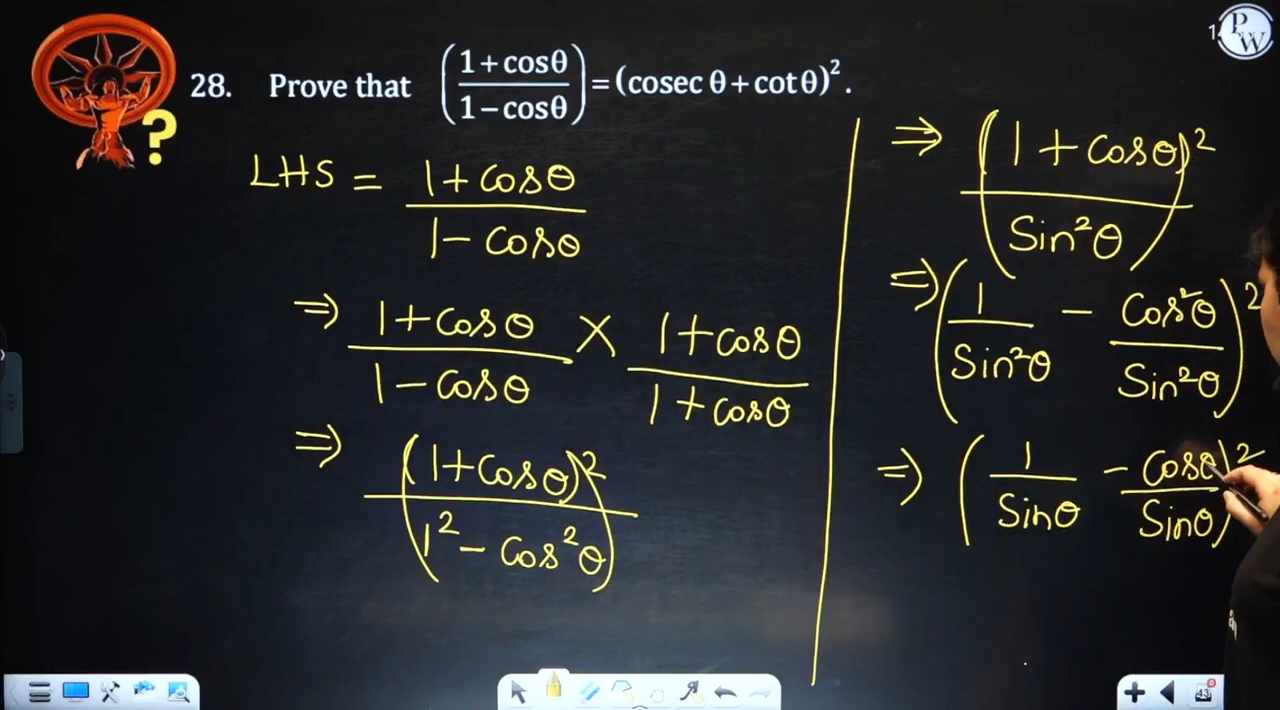 28. Prove that ((1+cosθ)/(1−cosθ)) = (cosec θ+cot θ)².
LHS = (1+cosθ)/(1−cosθ)
⇒ (1+cosθ)/(1−cosθ) × (1+cosθ)/(1+cosθ)
⇒ ((1+cosθ)²/(1²−cos²θ))
⇒ ((1+cosθ)²/(Sin²θ))
⇒ (1/Sin²θ − Cos²θ/Sin²θ)²
⇒ (1/Sinθ − Cosθ/Sinθ)²
PW
?
43